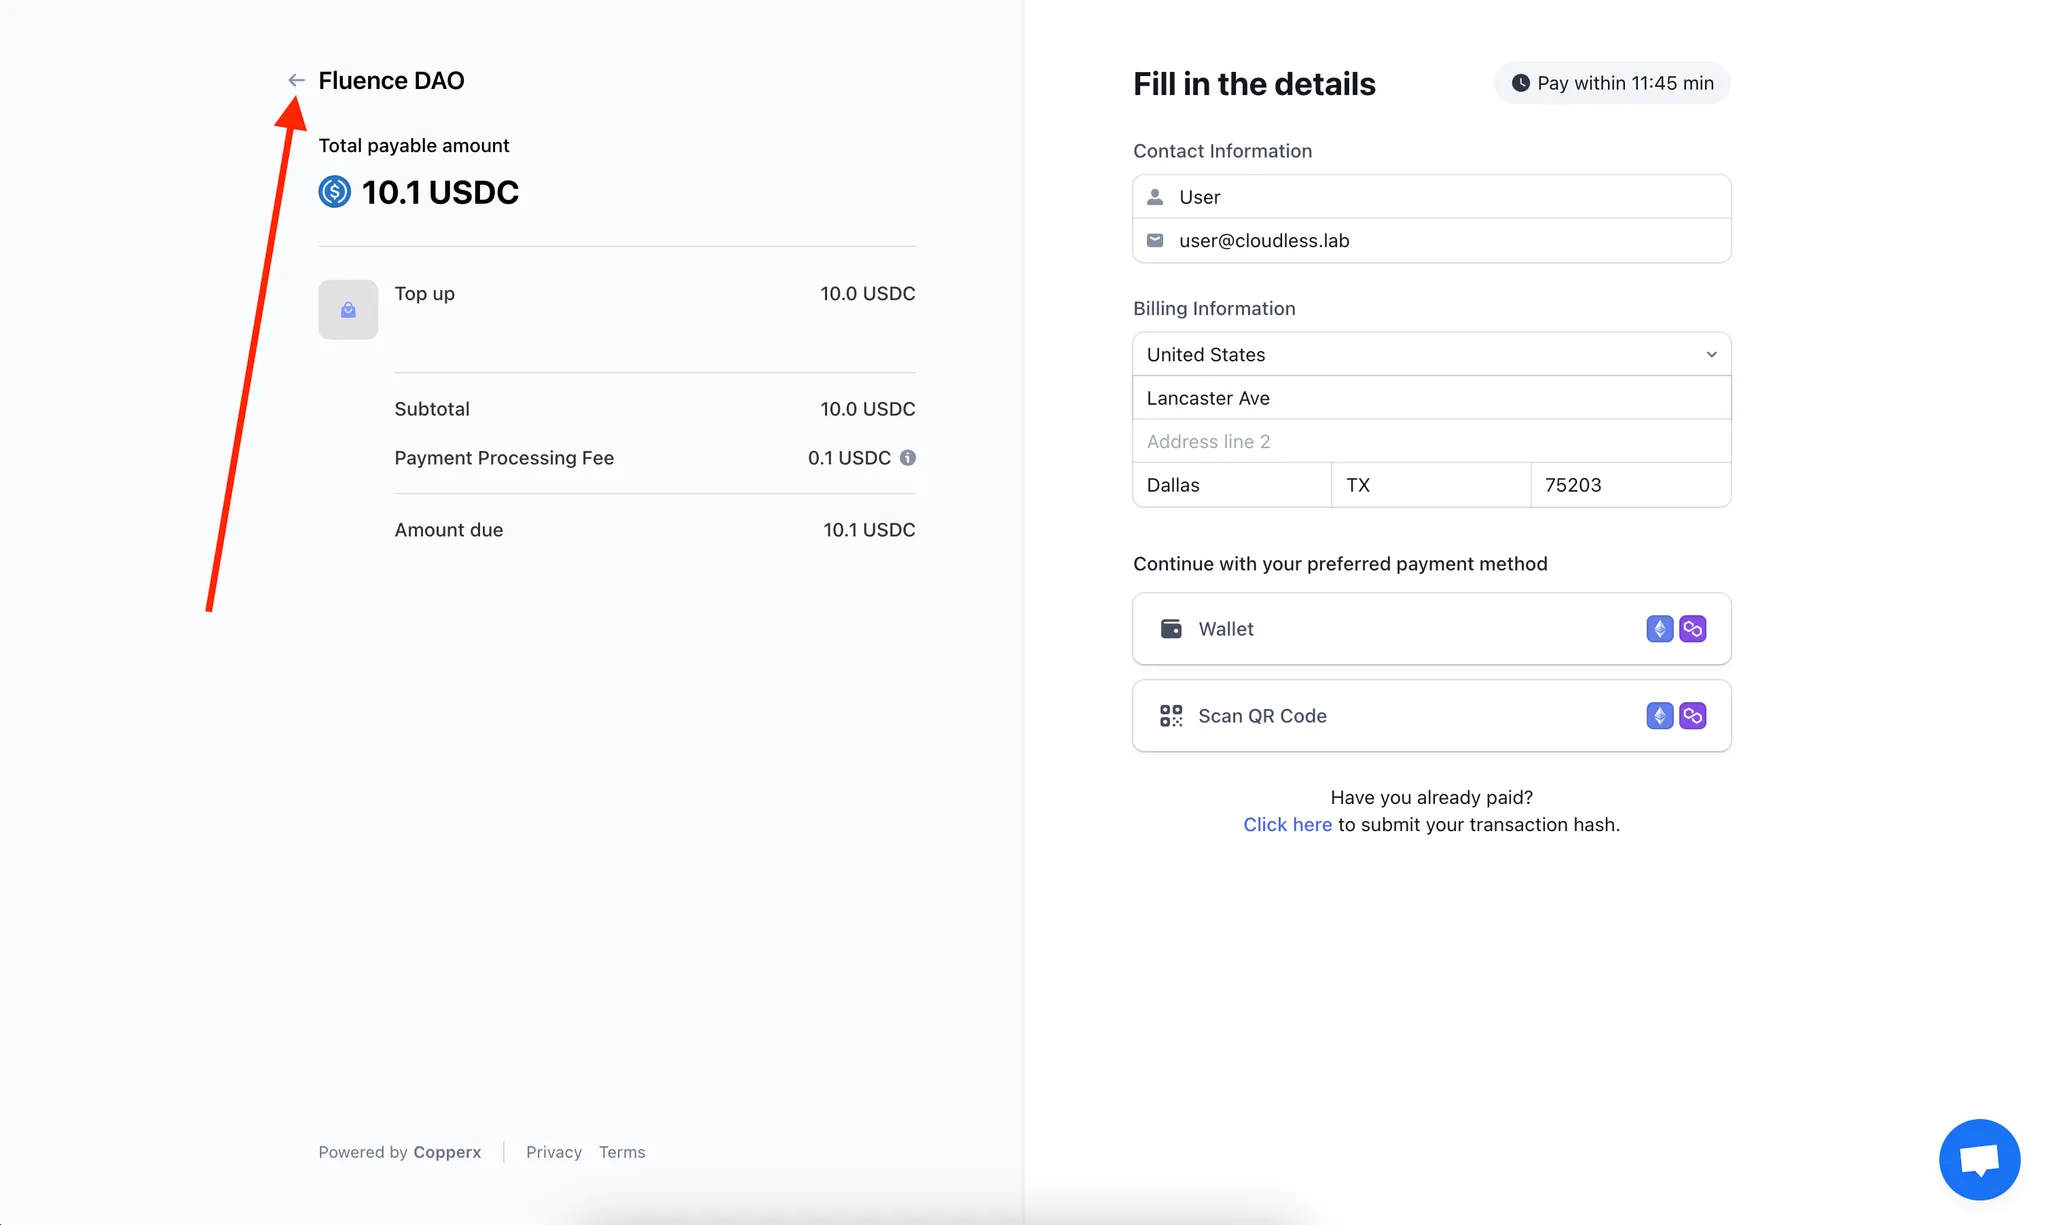 Fluence DAO
Total payable amount
10.1 USDC
Top up 10.0 USDC
Subtotal 10.0 USDC
Payment Processing Fee 0.1 USDC
Amount due 10.1 USDC
Powered by Copperx Privacy Terms
Fill in the details Pay within 11:45 min
Contact Information
User
user@cloudless.lab
Billing Information
United States
Lancaster Ave
Address line 2
Dallas TX 75203
Continue with your preferred payment method
Wallet
Scan QR Code
Have you already paid?
Click here to submit your transaction hash.